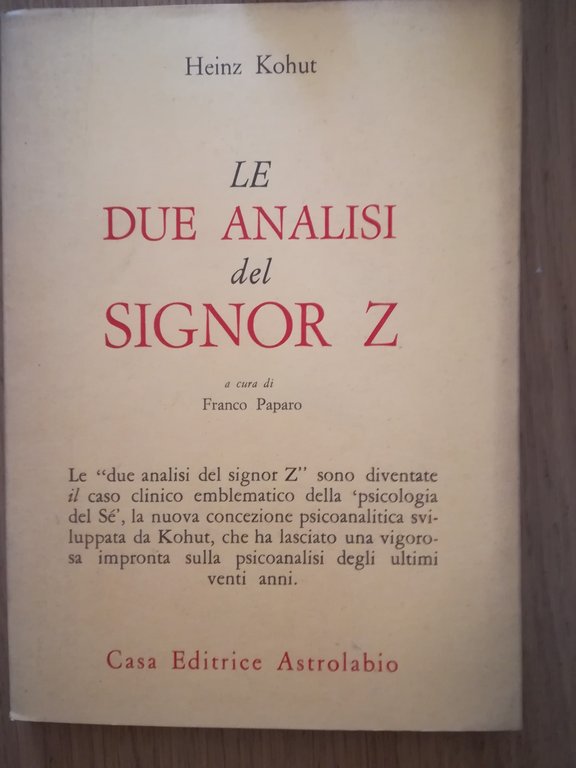 Heinz Kohut
LE
DUE ANALISI
del
SIGNOR Z
a cura di
Franco Paparo
Le “due analisi del signor Z” sono diventate
il caso clinico emblematico della ‘psicologia
del Sé’, la nuova concezione psicoanalitica svi-
luppata da Kohut, che ha lasciato una vigoro-
sa impronta sulla psicoanalisi degli ultimi
venti anni.
Casa Editrice Astrolabio